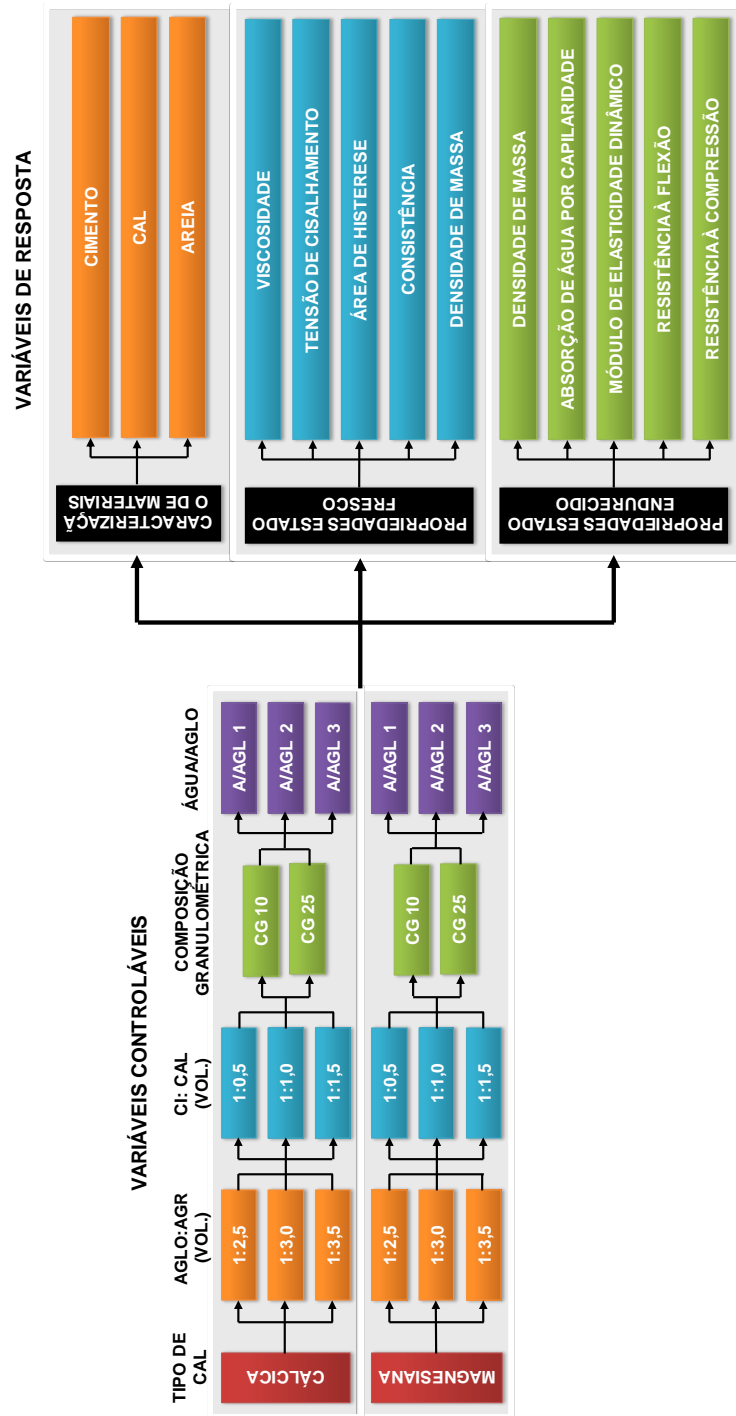 VARIÁVEIS CONTROLÁVEIS
TIPO DE
CAL
AGLO:AGR
(VOL.)
CI: CAL
(VOL.)
COMPOSIÇÃO
GRANULOMÉTRICA
ÁGUA/AGLO
CÁLCICA
1:2,5
1:3,0
1:3,5
1:0,5
1:1,0
1:1,5
CG 10
CG 25
A/AGL 1
A/AGL 2
A/AGL 3
MAGNESIANA
1:2,5
1:3,0
1:3,5
1:0,5
1:1,0
1:1,5
CG 10
CG 25
A/AGL 1
A/AGL 2
A/AGL 3
VARIÁVEIS DE RESPOSTA
CARACTERIZAÇÃ
O DE MATERIAIS
CIMENTO
CAL
AREIA
PROPRIEDADES ESTADO
FRESCO
VISCOSIDADE
TENSÃO DE CISALHAMENTO
ÁREA DE HISTERESE
CONSISTÊNCIA
DENSIDADE DE MASSA
PROPRIEDADES ESTADO
ENDURECIDO
DENSIDADE DE MASSA
ABSORÇÃO DE ÁGUA POR CAPILARIDADE
MÓDULO DE ELASTICIDADE DINÂMICO
RESISTÊNCIA À FLEXÃO
RESISTÊNCIA À COMPRESSÃO